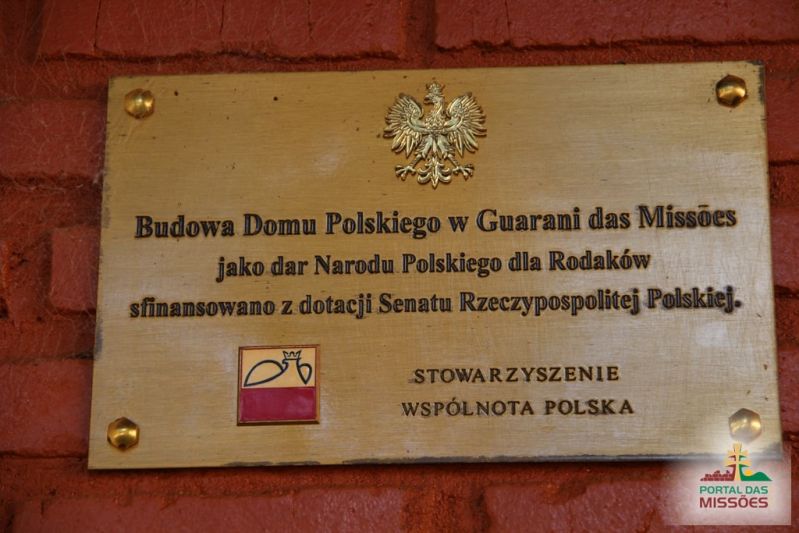 Budowa Domu Polskiego w Guarani das Missões
jako dar Narodu Polskiego dla Rodaków
sfinansowano z dotacji Senatu Rzeczypospolitej Polskiej.
STOWARZYSZENIE
WSPÓLNOTA POLSKA
PORTAL DAS
MISSÕES